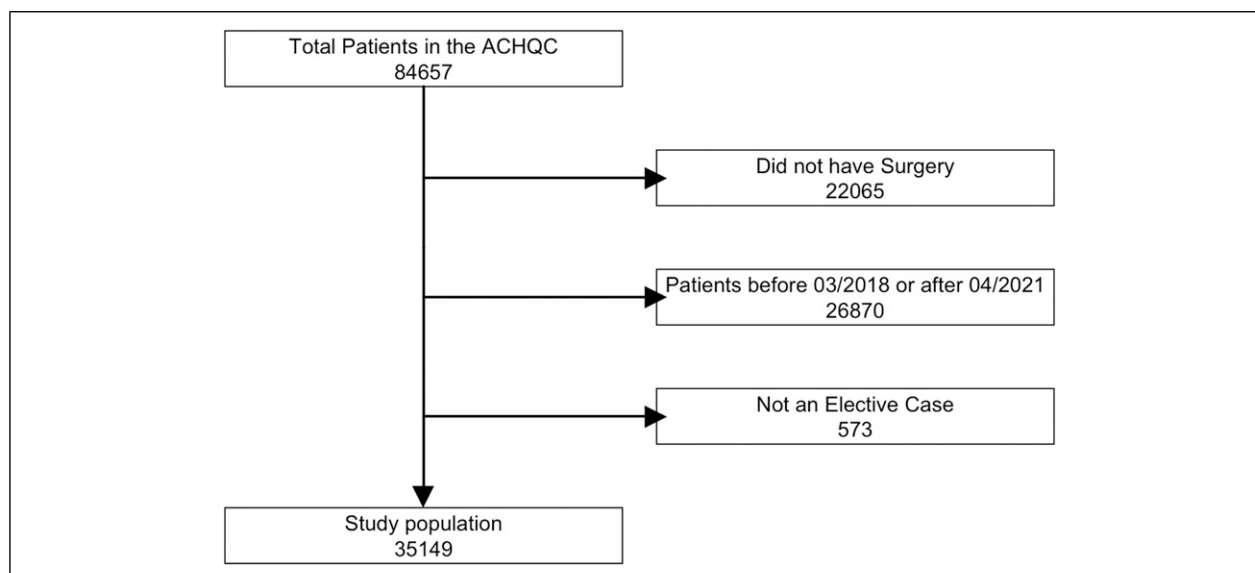 Total Patients in the ACHQC
84657
Did not have Surgery
22065
Patients before 03/2018 or after 04/2021
26870
Not an Elective Case
573
Study population
35149